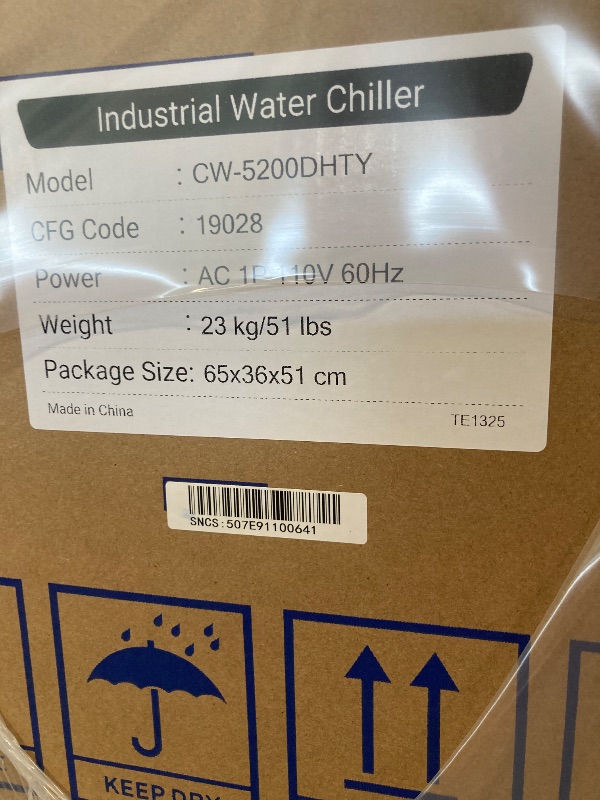 Industrial Water Chiller
Model : CW-5200DHTY
CFG Code : 19028
Power : AC 1P 110V 60Hz
Weight : 23 kg/51 lbs
Package Size: 65x36x51 cm
Made in China TE1325
SNCS:507E91100641
KEEP DRY